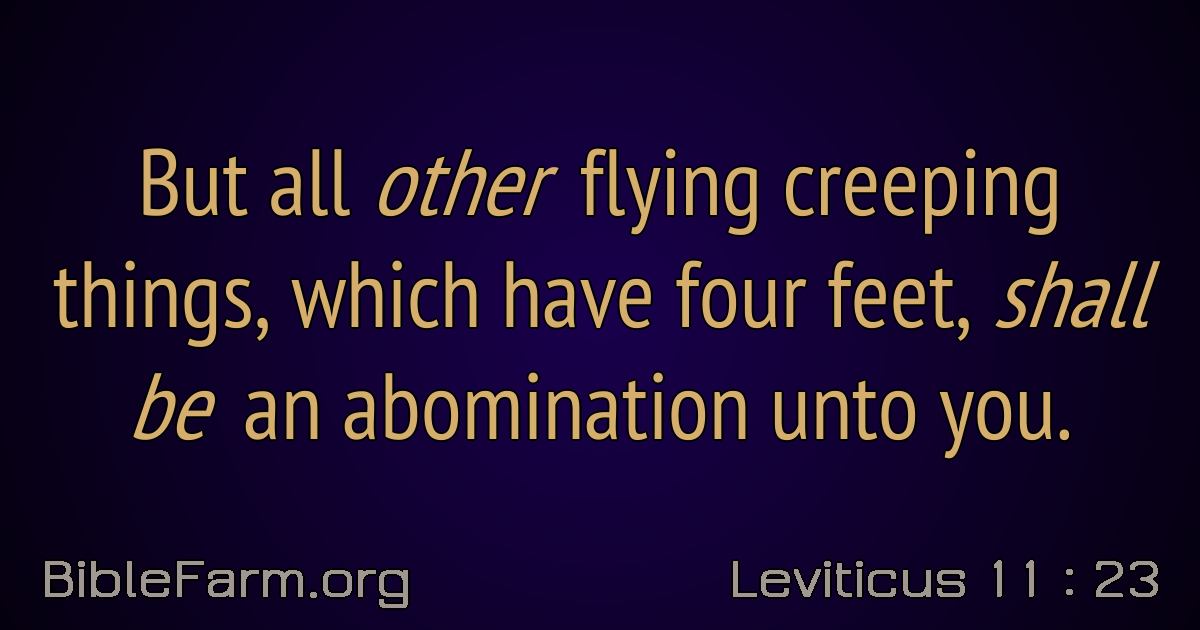 But all other flying creeping
things, which have four feet, shall
be an abomination unto you.
BibleFarm.org
Leviticus 11 : 23